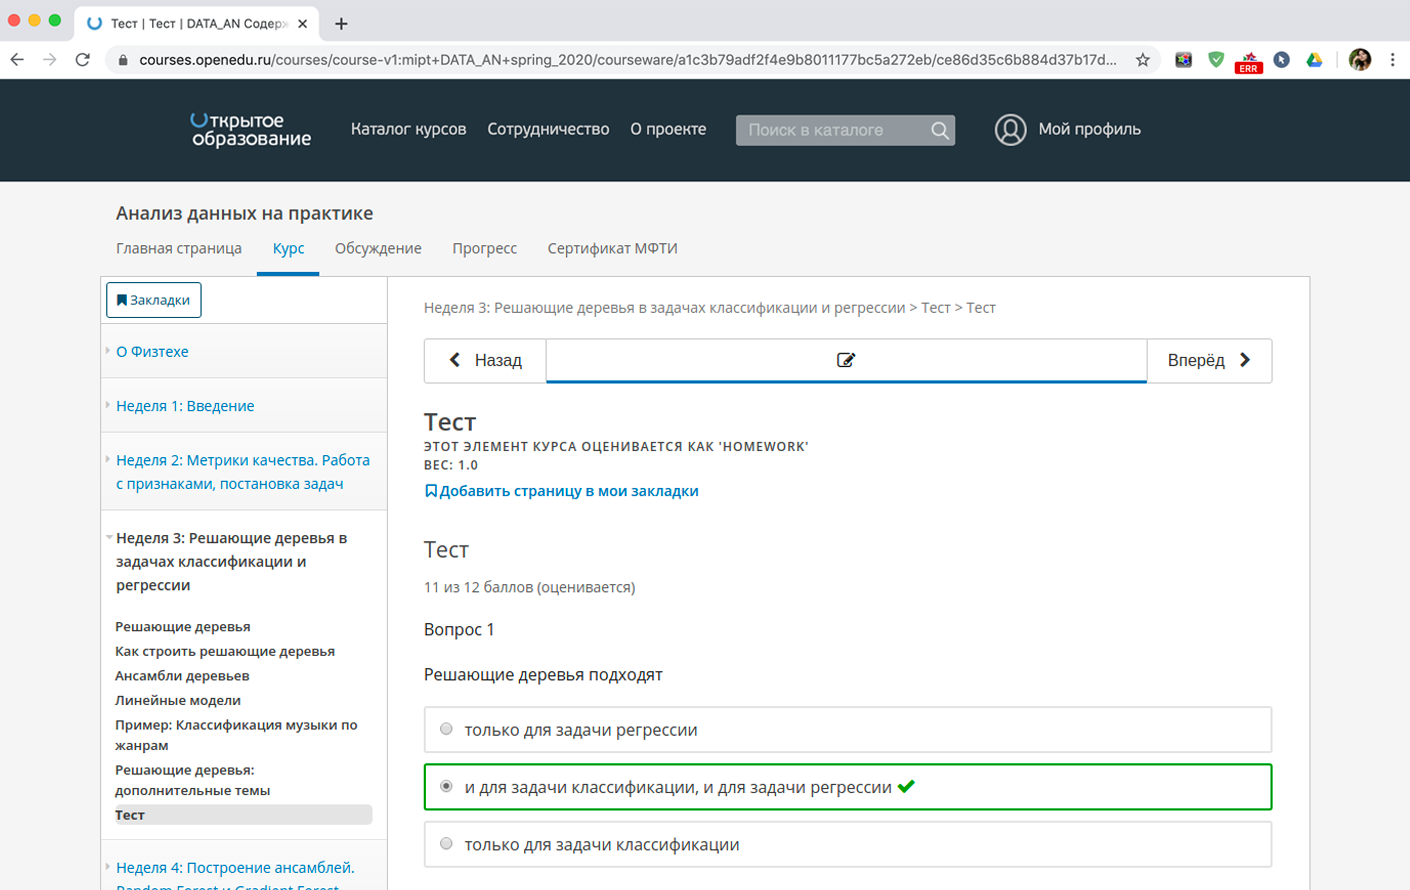 Тест | Тест | DATA_AN Содерж
courses.openedu.ru/courses/course-v1:mipt+DATA_AN+spring_2020/courseware/a1c3b79adf2f4e9b8011177bc5a272eb/ce86d35c6b884d37b17d...
ERR
Открытое образование
Каталог курсов Сотрудничество О проекте Поиск в каталоге Мой профиль
Анализ данных на практике
Главная страница Курс Обсуждение Прогресс Сертификат МФТИ
Закладки
О Физтехе
Неделя 1: Введение
Неделя 2: Метрики качества. Работа
с признаками, постановка задач
Неделя 3: Решающие деревья в
задачах классификации и
регрессии
Решающие деревья
Как строить решающие деревья
Ансамбли деревьев
Линейные модели
Пример: Классификация музыки по
жанрам
Решающие деревья:
дополнительные темы
Тест
Неделя 4: Построение ансамблей.
Random Forest и Gradient Forest
Неделя 3: Решающие деревья в задачах классификации и регрессии > Тест > Тест
Назад Вперёд
Тест
ЭТОТ ЭЛЕМЕНТ КУРСА ОЦЕНИВАЕТСЯ КАК 'HOMEWORK'
ВЕС: 1.0
Добавить страницу в мои закладки
Тест
11 из 12 баллов (оценивается)
Вопрос 1
Решающие деревья подходят
только для задачи регрессии
и для задачи классификации, и для задачи регрессии
только для задачи классификации